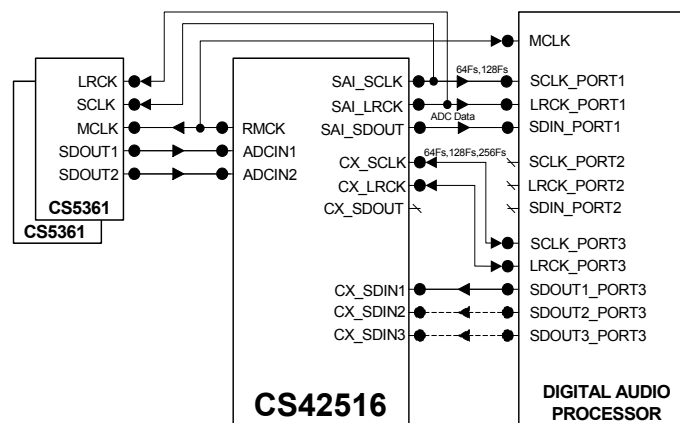 LRCK
SCLK
MCLK
SDOUT1
SDOUT2
CS5361
CS5361
RMCK
ADCIN1
ADCIN2
SAI_SCLK
SAI_LRCK
SAI_SDOUT
CX_SCLK
CX_LRCK
CX_SDOUT
CX_SDIN1
CX_SDIN2
CX_SDIN3
CS42516
64Fs,128Fs
ADC Data
64Fs,128Fs,256Fs
MCLK
SCLK_PORT1
LRCK_PORT1
SDIN_PORT1
SCLK_PORT2
LRCK_PORT2
SDIN_PORT2
SCLK_PORT3
LRCK_PORT3
SDOUT1_PORT3
SDOUT2_PORT3
SDOUT3_PORT3
DIGITAL AUDIO
PROCESSOR